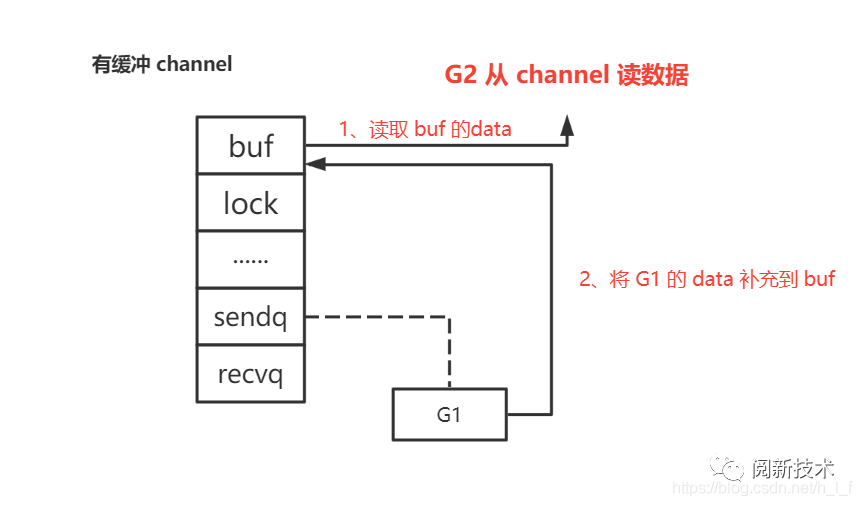 有缓冲 channel
G2 从 channel 读数据
1、读取 buf 的data
buf
lock
······
2、将 G1 的 data 补充到 buf
sendq
recvq
G1
阅新技术
https://blog.csdn.net/h_l_f